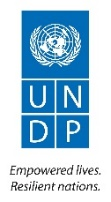 U N
D P
Empowered lives.
Resilient nations.